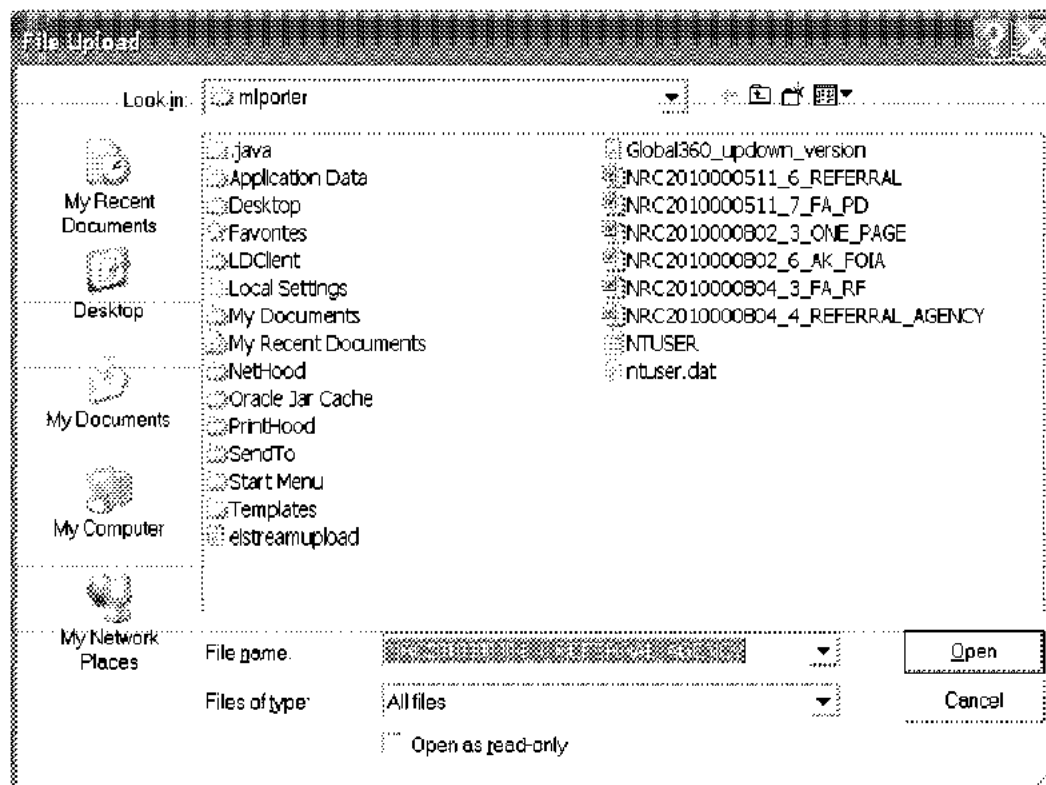 File Upload
Look in: mlporter
My Recent Documents
Desktop
My Documents
My Computer
My Network Places
.java
Application Data
Desktop
Favorites
LDClient
Local Settings
My Documents
My Recent Documents
NetHood
Oracle Jar Cache
PrintHood
SendTo
Start Menu
Templates
elstreamupload
Global360_updown_version
NRC2010000511_6_REFERRAL
NRC2010000511_7_FA_PD
NRC2010000802_3_ONE_PAGE
NRC2010000802_6_AK_FOIA
NRC2010000804_3_FA_RF
NRC2010000804_4_REFERRAL_AGENCY
NTUSER
ntuser.dat
File name:
Open
Files of type: All files
Cancel
Open as read-only